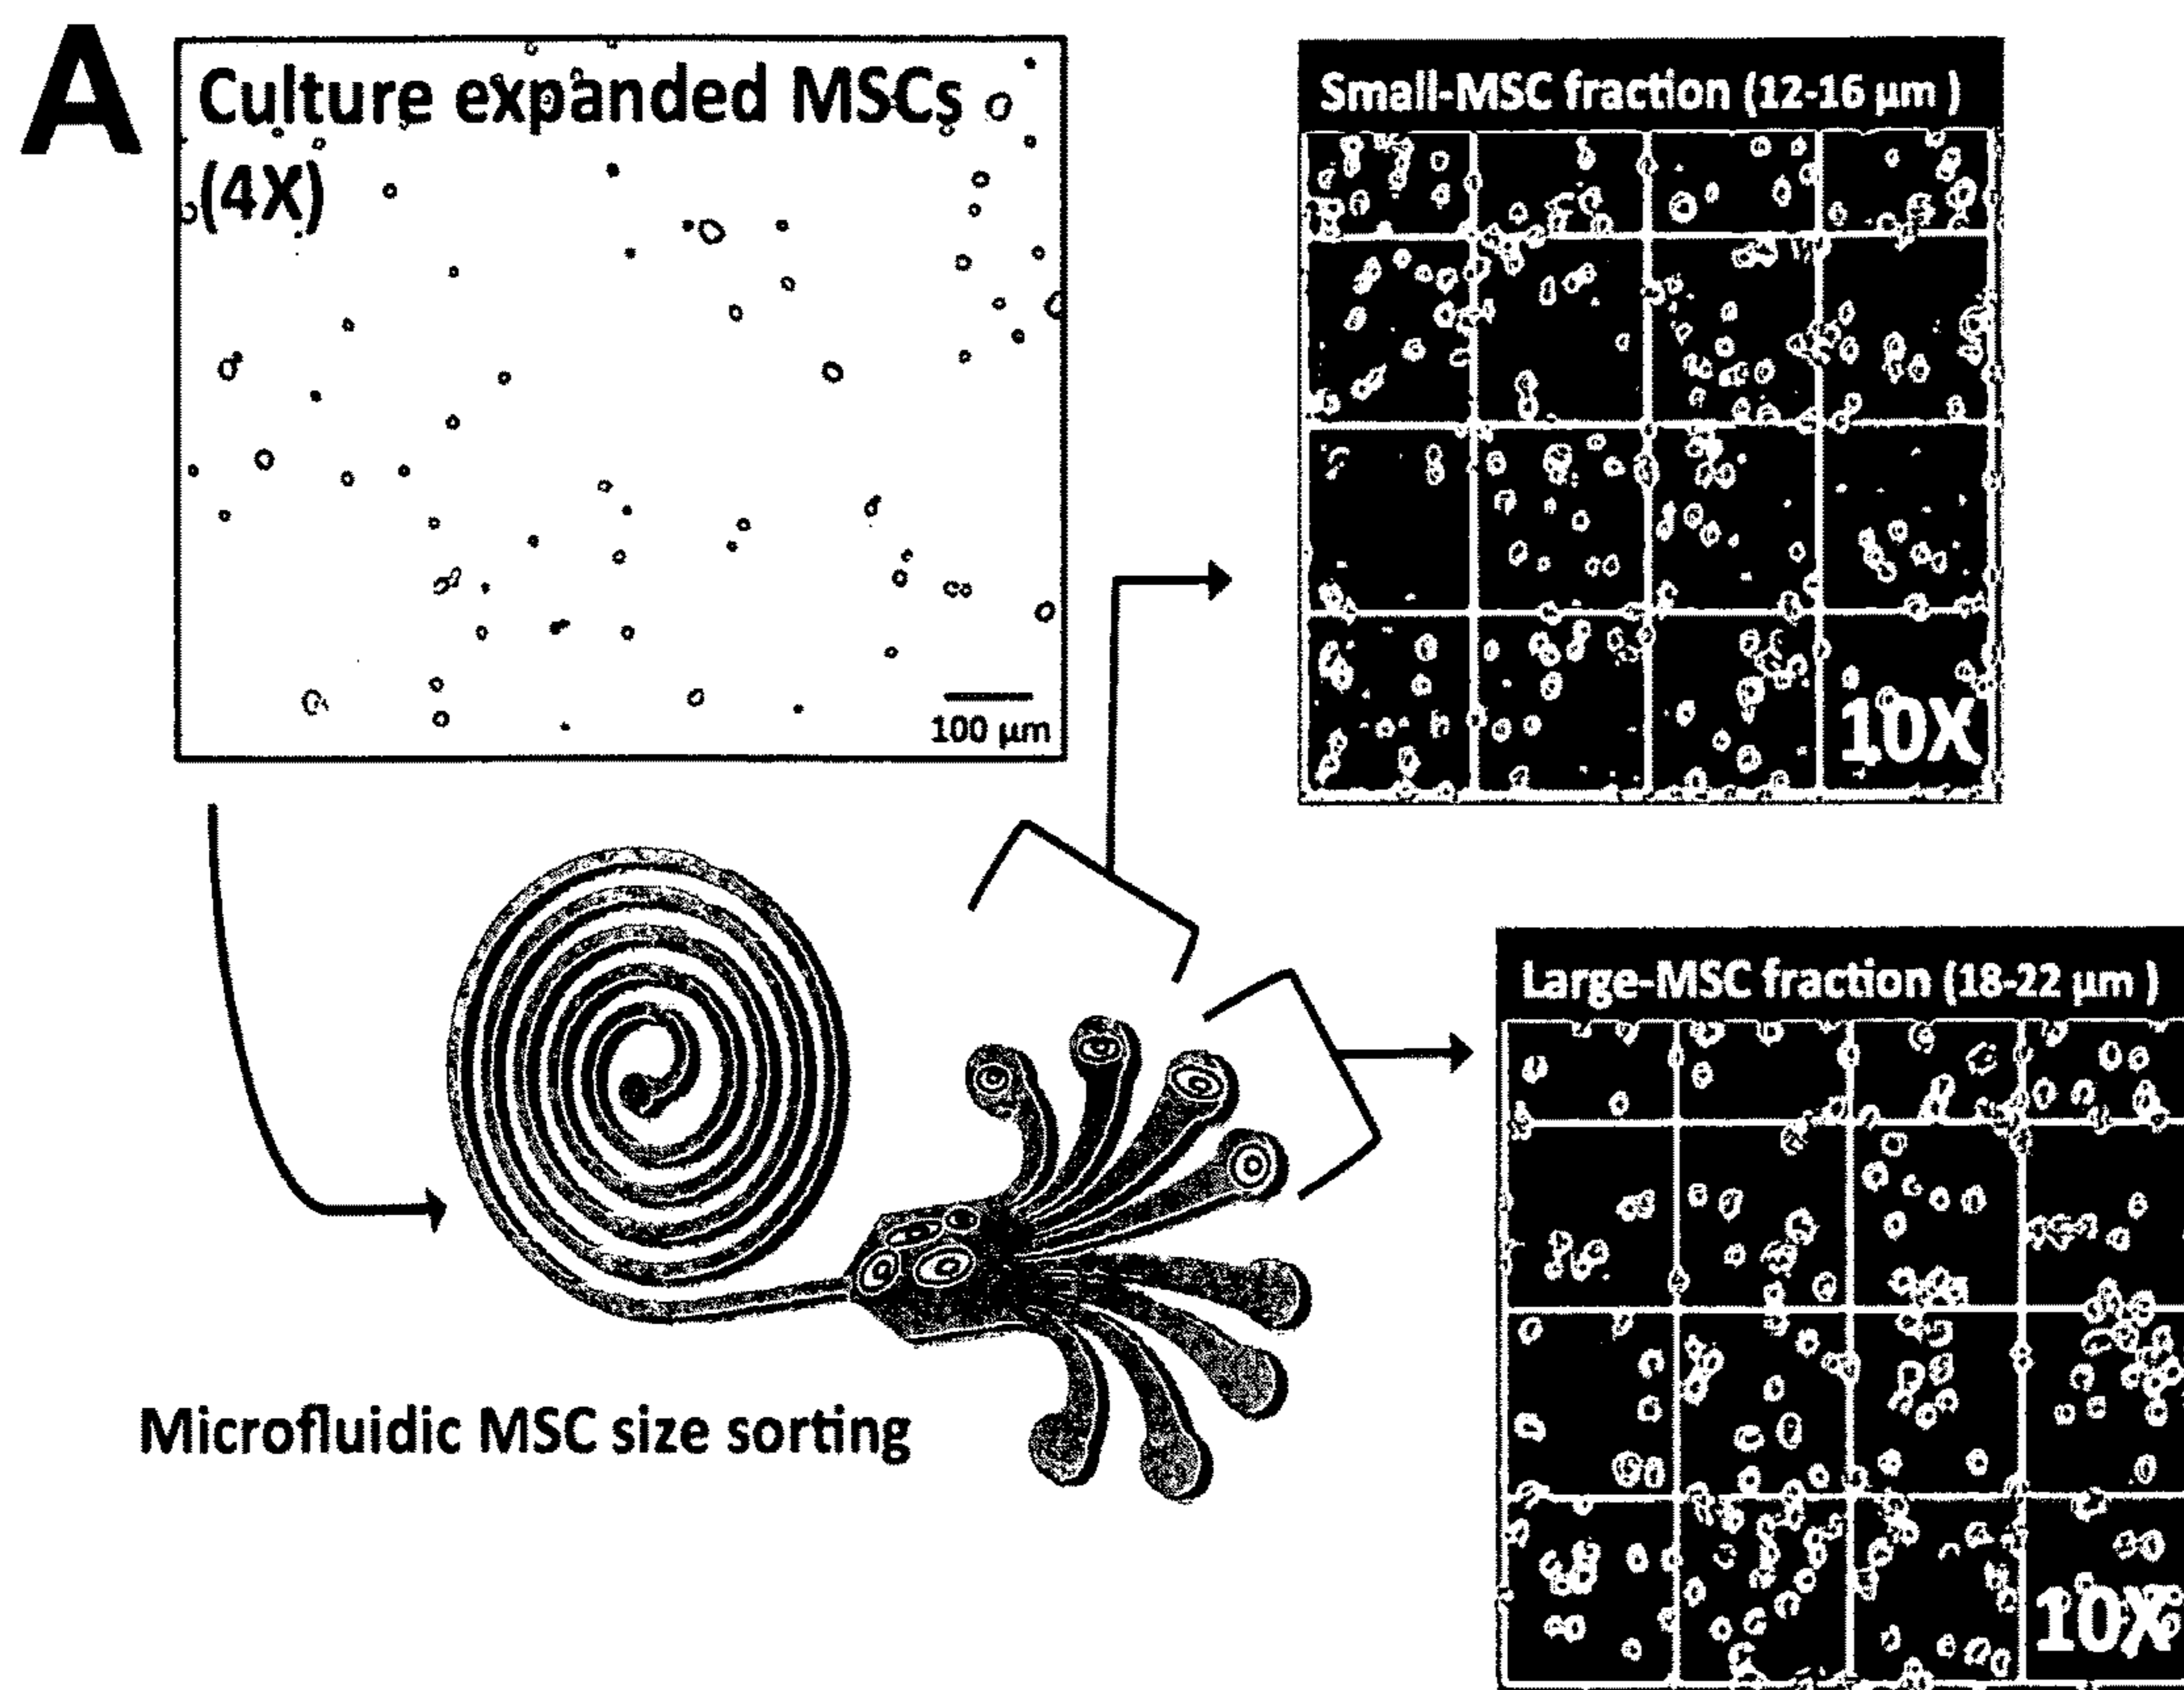 A
Culture expanded MSCs
(4X)
100 µm
Small-MSC fraction (12-16 µm )
10X
Large-MSC fraction (18-22 µm )
10X
Microfluidic MSC size sorting